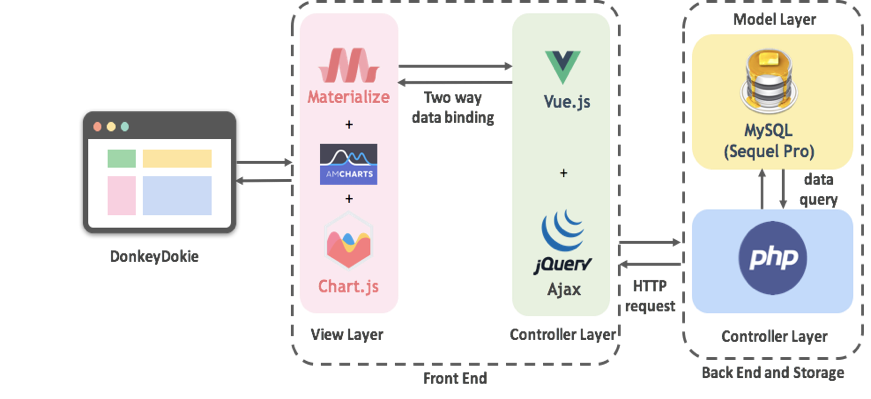 DonkeyDokie
Materialize
+
AMCHARTS
+
Chart.js
View Layer
Two way
data binding
Vue.js
+
jQuery
Ajax
Controller Layer
Front End
HTTP
request
Model Layer
MySQL
(Sequel Pro)
data
query
php
Controller Layer
Back End and Storage